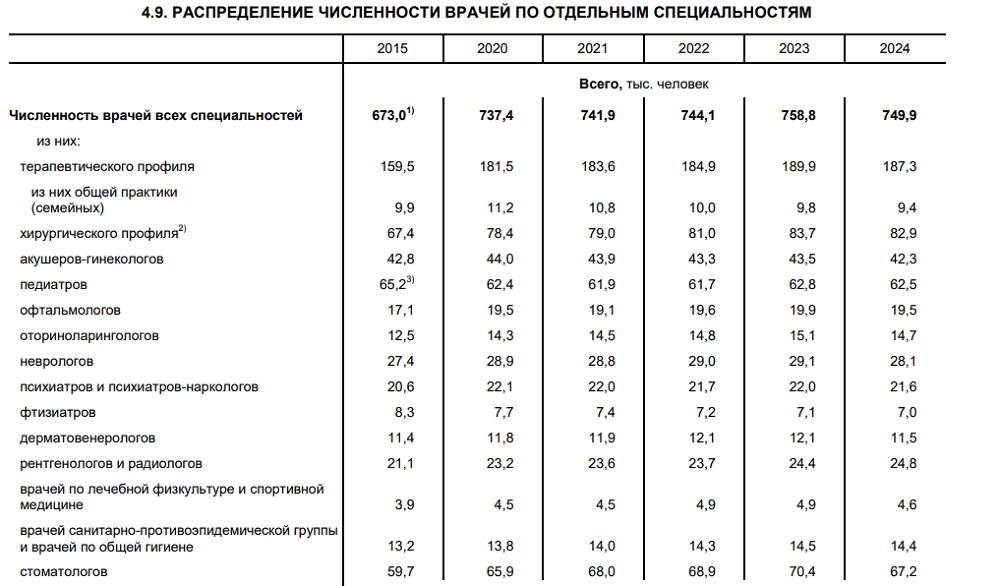 4.9. РАСПРЕДЕЛЕНИЕ ЧИСЛЕННОСТИ ВРАЧЕЙ ПО ОТДЕЛЬНЫМ СПЕЦИАЛЬНОСТЯМ
2015 2020 2021 2022 2023 2024
Всего, тыс. человек
Численность врачей всех специальностей 673,0¹⁾ 737,4 741,9 744,1 758,8 749,9
из них:
терапевтического профиля 159,5 181,5 183,6 184,9 189,9 187,3
из них общей практики
(семейных) 9,9 11,2 10,8 10,0 9,8 9,4
хирургического профиля²⁾ 67,4 78,4 79,0 81,0 83,7 82,9
акушеров-гинекологов 42,8 44,0 43,9 43,3 43,5 42,3
педиатров 65,2³⁾ 62,4 61,9 61,7 62,8 62,5
офтальмологов 17,1 19,5 19,1 19,6 19,9 19,5
оториноларингологов 12,5 14,3 14,5 14,8 15,1 14,7
неврологов 27,4 28,9 28,8 29,0 29,1 28,1
психиатров и психиатров-наркологов 20,6 22,1 22,0 21,7 22,0 21,6
фтизиатров 8,3 7,7 7,4 7,2 7,1 7,0
дерматовенерологов 11,4 11,8 11,9 12,1 12,1 11,5
рентгенологов и радиологов 21,1 23,2 23,6 23,7 24,4 24,8
врачей по лечебной физкультуре и спортивной
медицине 3,9 4,5 4,5 4,9 4,9 4,6
врачей санитарно-противоэпидемической группы
и врачей по общей гигиене 13,2 13,8 14,0 14,3 14,5 14,4
стоматологов 59,7 65,9 68,0 68,9 70,4 67,2